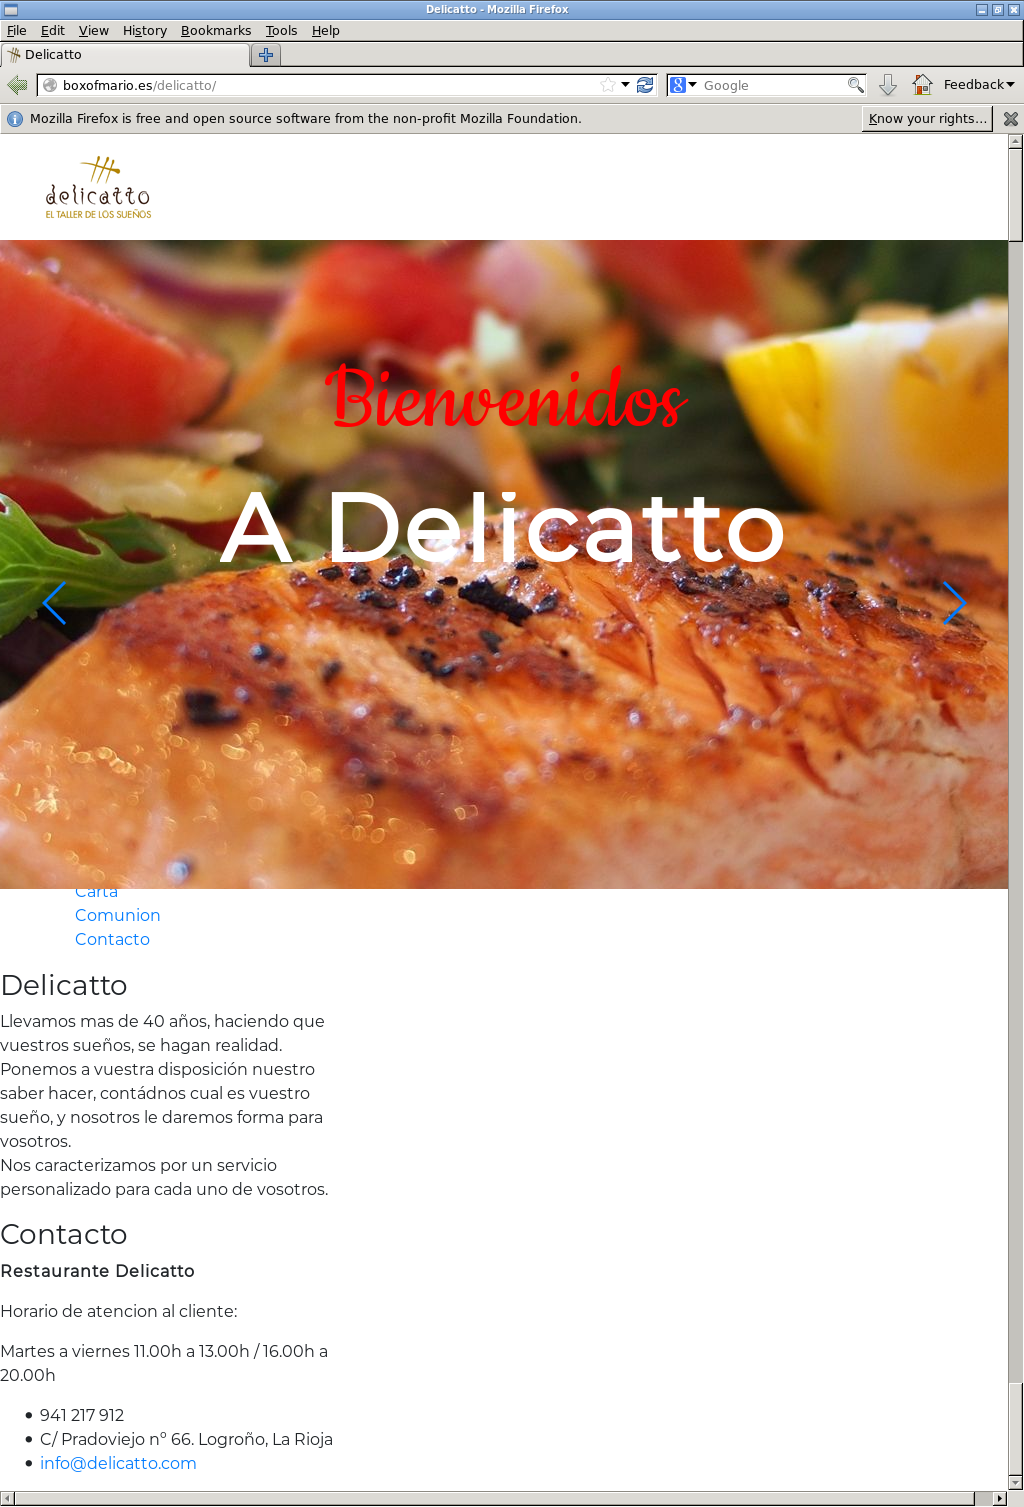 Delicatto - Mozilla Firefox
File Edit View History Bookmarks Tools Help
Delicatto
boxofmario.es/delicatto/
Google
Feedback
Mozilla Firefox is free and open source software from the non-profit Mozilla Foundation.
Know your rights...
delicatto
EL TALLER DE LOS SUEÑOS
Bienvenidos
A Delicatto
Carta
Comunion
Contacto
Delicatto
Llevamos mas de 40 años, haciendo que
vuestros sueños, se hagan realidad.
Ponemos a vuestra disposición nuestro
saber hacer, contádnos cual es vuestro
sueño, y nosotros le daremos forma para
vosotros.
Nos caracterizamos por un servicio
personalizado para cada uno de vosotros.
Contacto
Restaurante Delicatto
Horario de atencion al cliente:
Martes a viernes 11.00h a 13.00h / 16.00h a
20.00h
941 217 912
C/ Pradoviejo nº 66. Logroño, La Rioja
info@delicatto.com